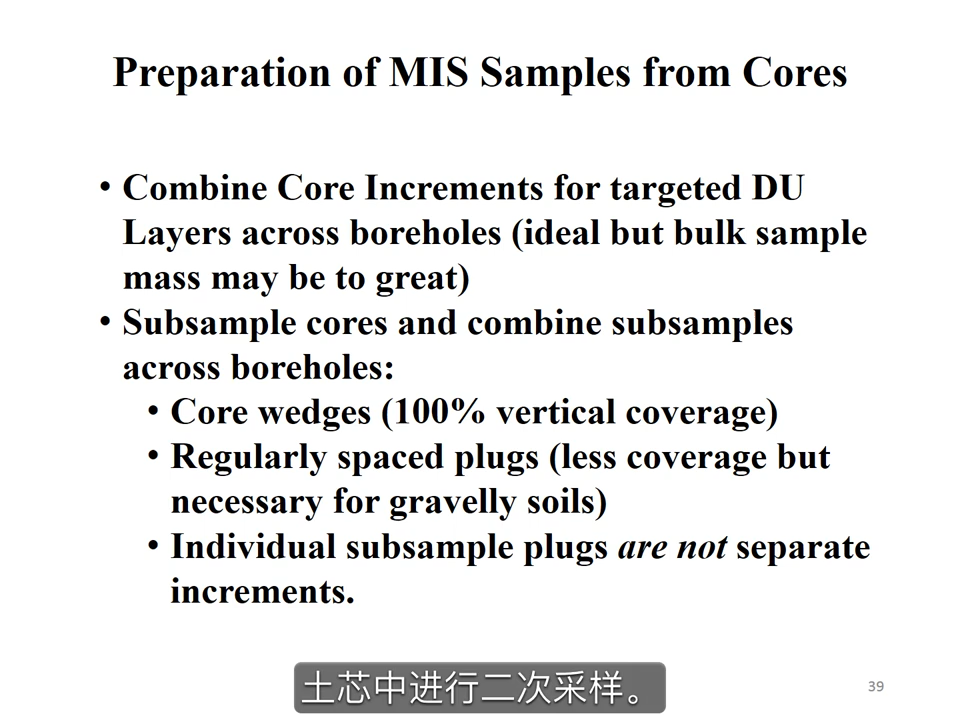 Preparation of MIS Samples from Cores
• Combine Core Increments for targeted DU
Layers across boreholes (ideal but bulk sample
mass may be to great)
• Subsample cores and combine subsamples
across boreholes:
• Core wedges (100% vertical coverage)
• Regularly spaced plugs (less coverage but
necessary for gravelly soils)
• Individual subsample plugs are not separate
increments.
土芯中进行二次采样。
39